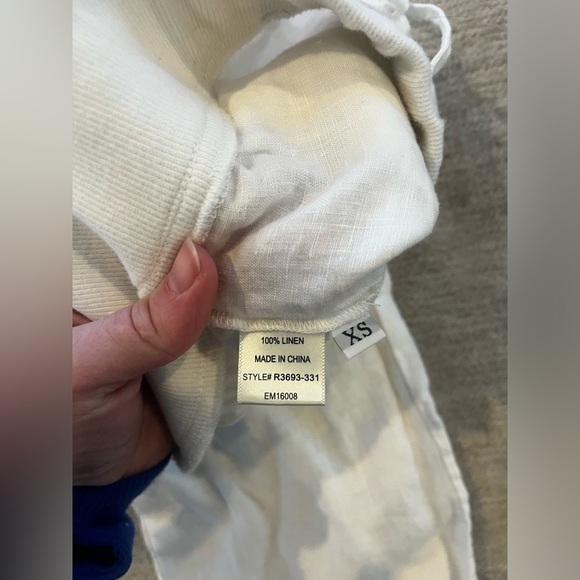 100% LINEN
MADE IN CHINA
STYLE# R3693-331
EM16008
XS